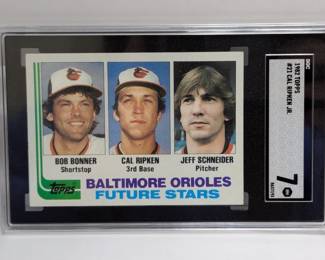 BOB BONNER
Shortstop
CAL RIPKEN
3rd Base
JEFF SCHNEIDER
Pitcher
topps
BALTIMORE ORIOLES
FUTURE STARS
SGC
1982 TOPPS
#21 CAL RIPKEN JR.
7